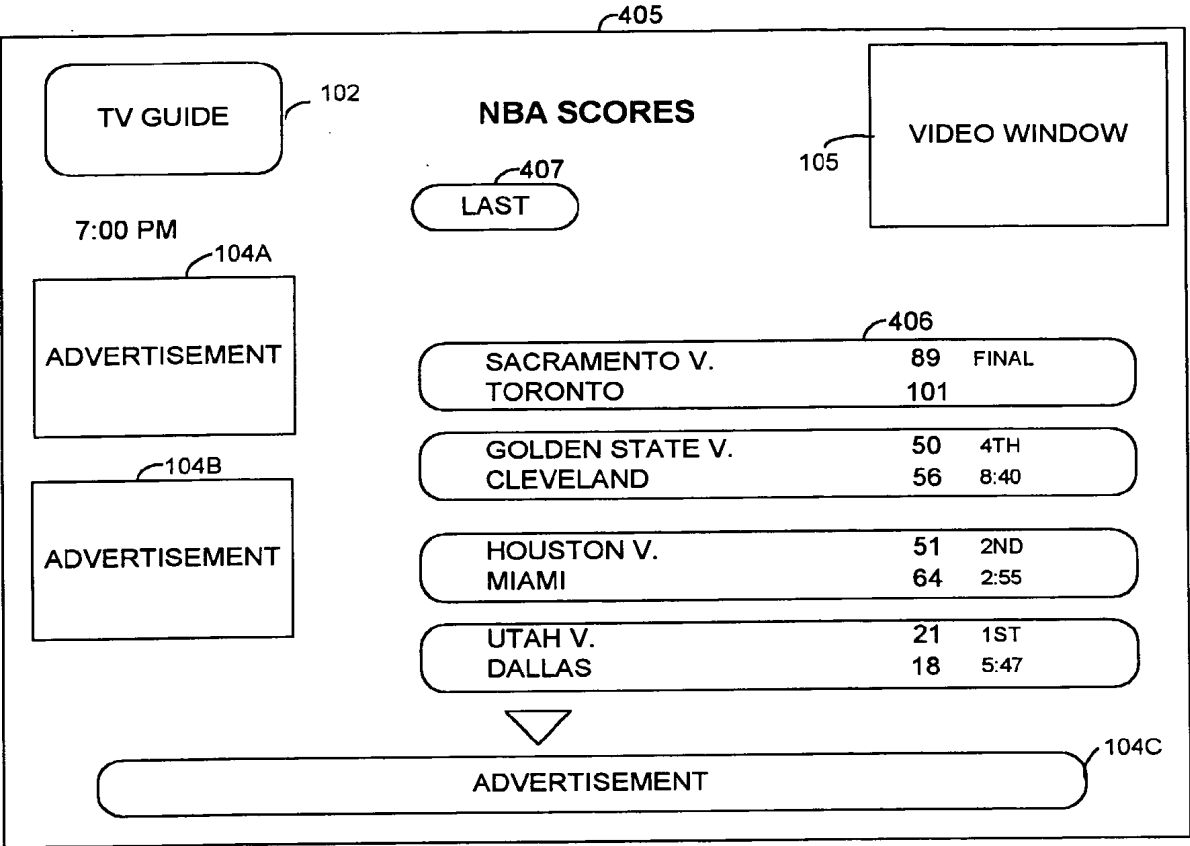 405
TV GUIDE
102
NBA SCORES
VIDEO WINDOW
105
407
LAST
7:00 PM
104A
ADVERTISEMENT
406
SACRAMENTO V. 89 FINAL
TORONTO 101
GOLDEN STATE V. 50 4TH
CLEVELAND 56 8:40
104B
ADVERTISEMENT
HOUSTON V. 51 2ND
MIAMI 64 2:55
UTAH V. 21 1ST
DALLAS 18 5:47
104C
ADVERTISEMENT